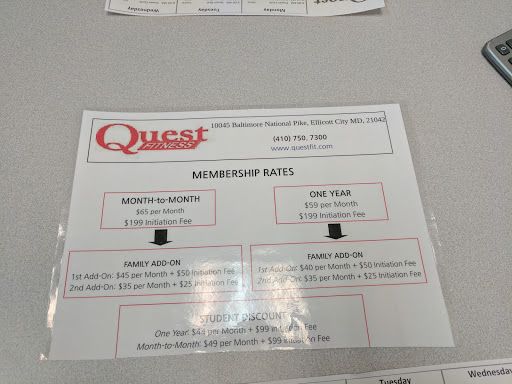 Quest
FITNESS
10045 Baltimore National Pike, Ellicott City MD, 21042
(410) 750. 7300
www.questfit.com
MEMBERSHIP RATES
MONTH-to-MONTH
$65 per Month
$199 Initiation Fee
ONE YEAR
$59 per Month
$199 Initiation Fee
FAMILY ADD-ON
1st Add-On: $45 per Month + $50 Initiation Fee
2nd Add-On: $35 per Month + $25 Initiation Fee
FAMILY ADD-ON
1st Add-On: $40 per Month + $50 Initiation Fee
2nd Add-On: $35 per Month + $25 Initiation Fee
STUDENT DISCOUNT
One Year: $44 per Month + $99 Initiation Fee
Month-to-Month: $49 per Month + $99 Initiation Fee
Monday
Tuesday
Wednesday
Quest
Tuesday
Wednesday